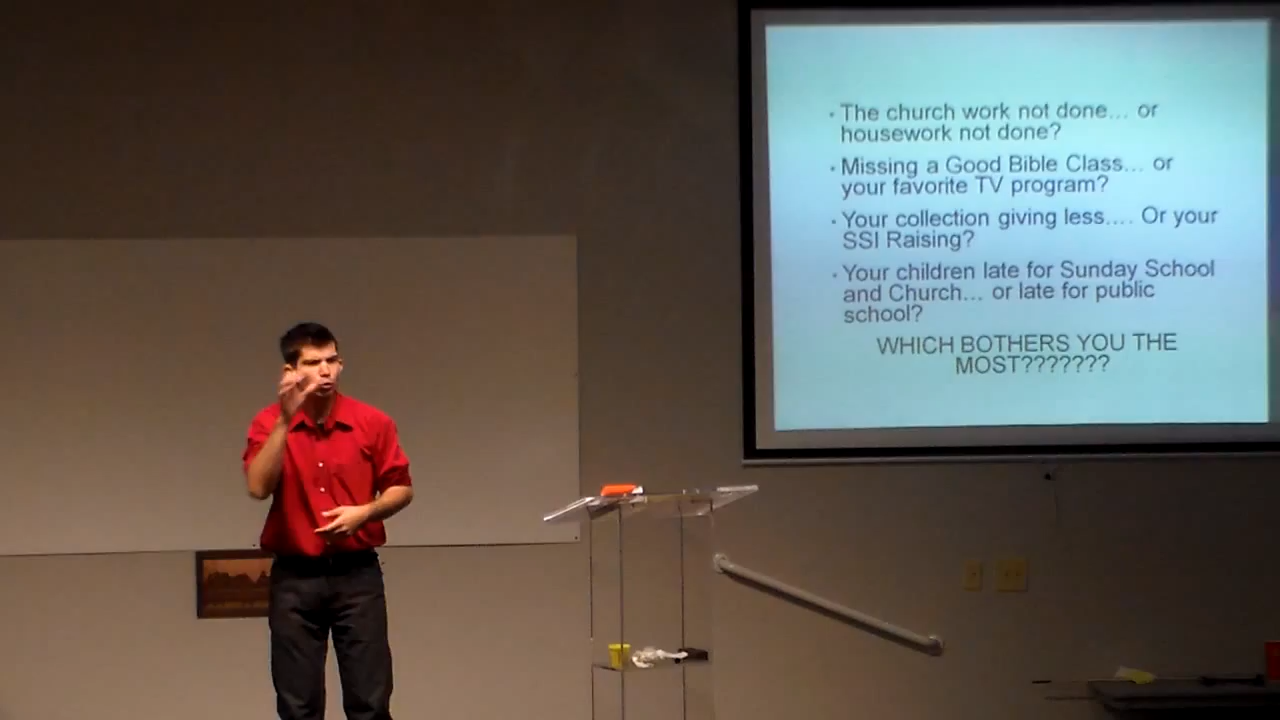 · The church work not done... or
housework not done?
· Missing a Good Bible Class... or
your favorite TV program?
· Your collection giving less.... Or your
SSI Raising?
· Your children late for Sunday School
and Church... or late for public
school?
WHICH BOTHERS YOU THE
MOST???????